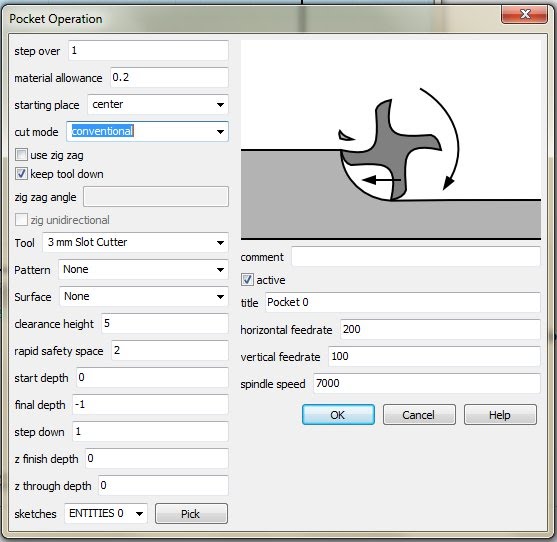 Pocket Operation
step over 1
material allowance 0.2
starting place center
cut mode conventional
use zig zag
keep tool down
zig zag angle
zig unidirectional
Tool 3 mm Slot Cutter
Pattern None
Surface None
clearance height 5
rapid safety space 2
start depth 0
final depth -1
step down 1
z finish depth 0
z through depth 0
sketches ENTITIES 0 Pick
comment
active
title Pocket 0
horizontal feedrate 200
vertical feedrate 100
spindle speed 7000
OK Cancel Help